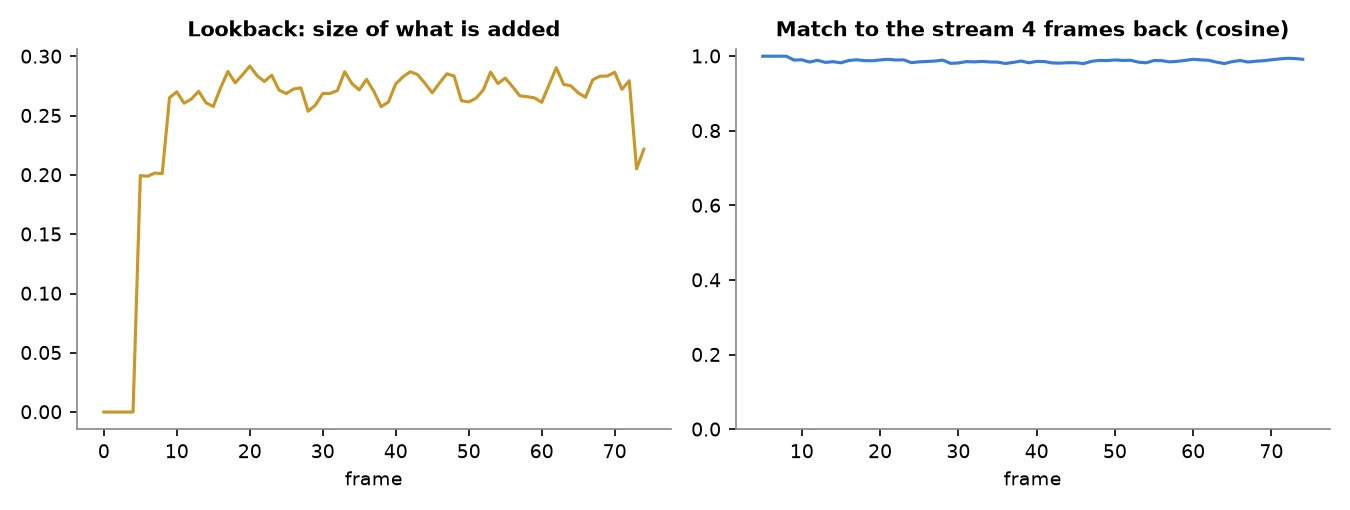 Lookback: size of what is added
0.30
0.25
0.20
0.15
0.10
0.05
0.00
0 10 20 30 40 50 60 70
frame
Match to the stream 4 frames back (cosine)
1.0
0.8
0.6
0.4
0.2
0.0
10 20 30 40 50 60 70
frame